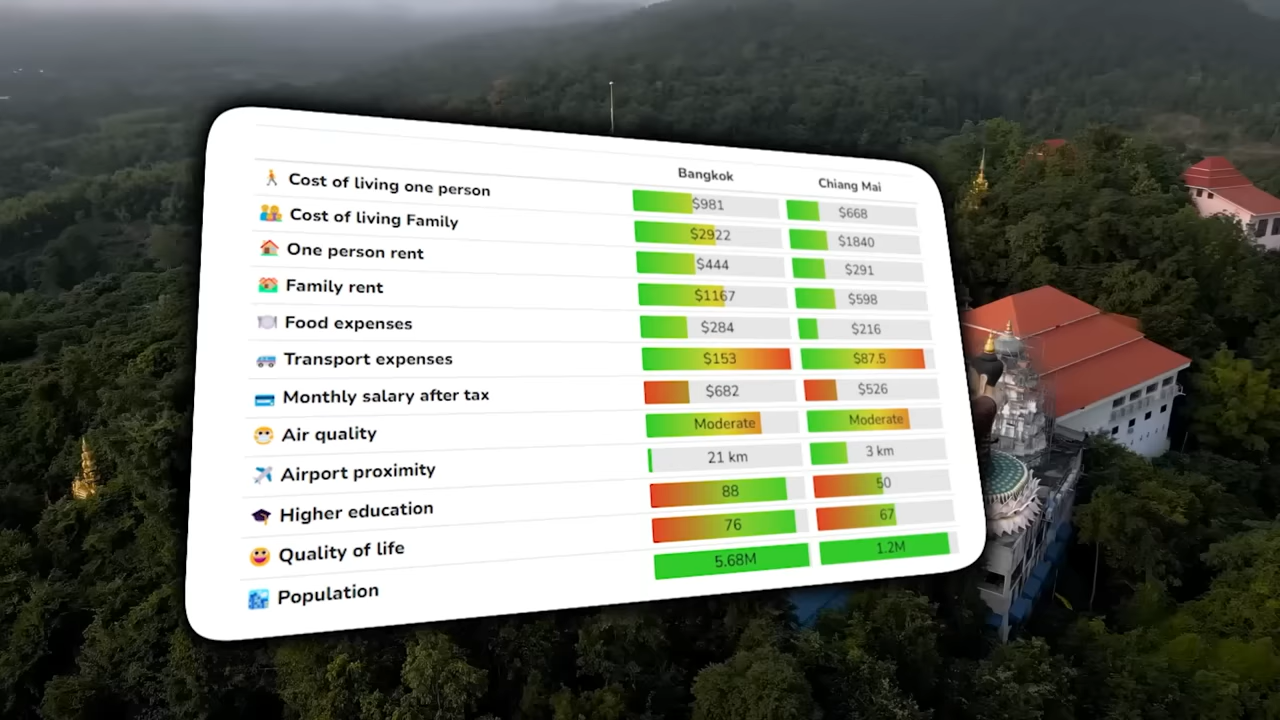 Bangkok Chiang Mai
Cost of living one person $981 $668
Cost of living Family $2922 $1840
One person rent $444 $291
Family rent $1167 $598
Food expenses $284 $216
Transport expenses $153 $87.5
Monthly salary after tax $682 $526
Air quality Moderate Moderate
Airport proximity 21 km 3 km
Higher education 88 50
Quality of life 76 67
Population 5.68M 1.2M